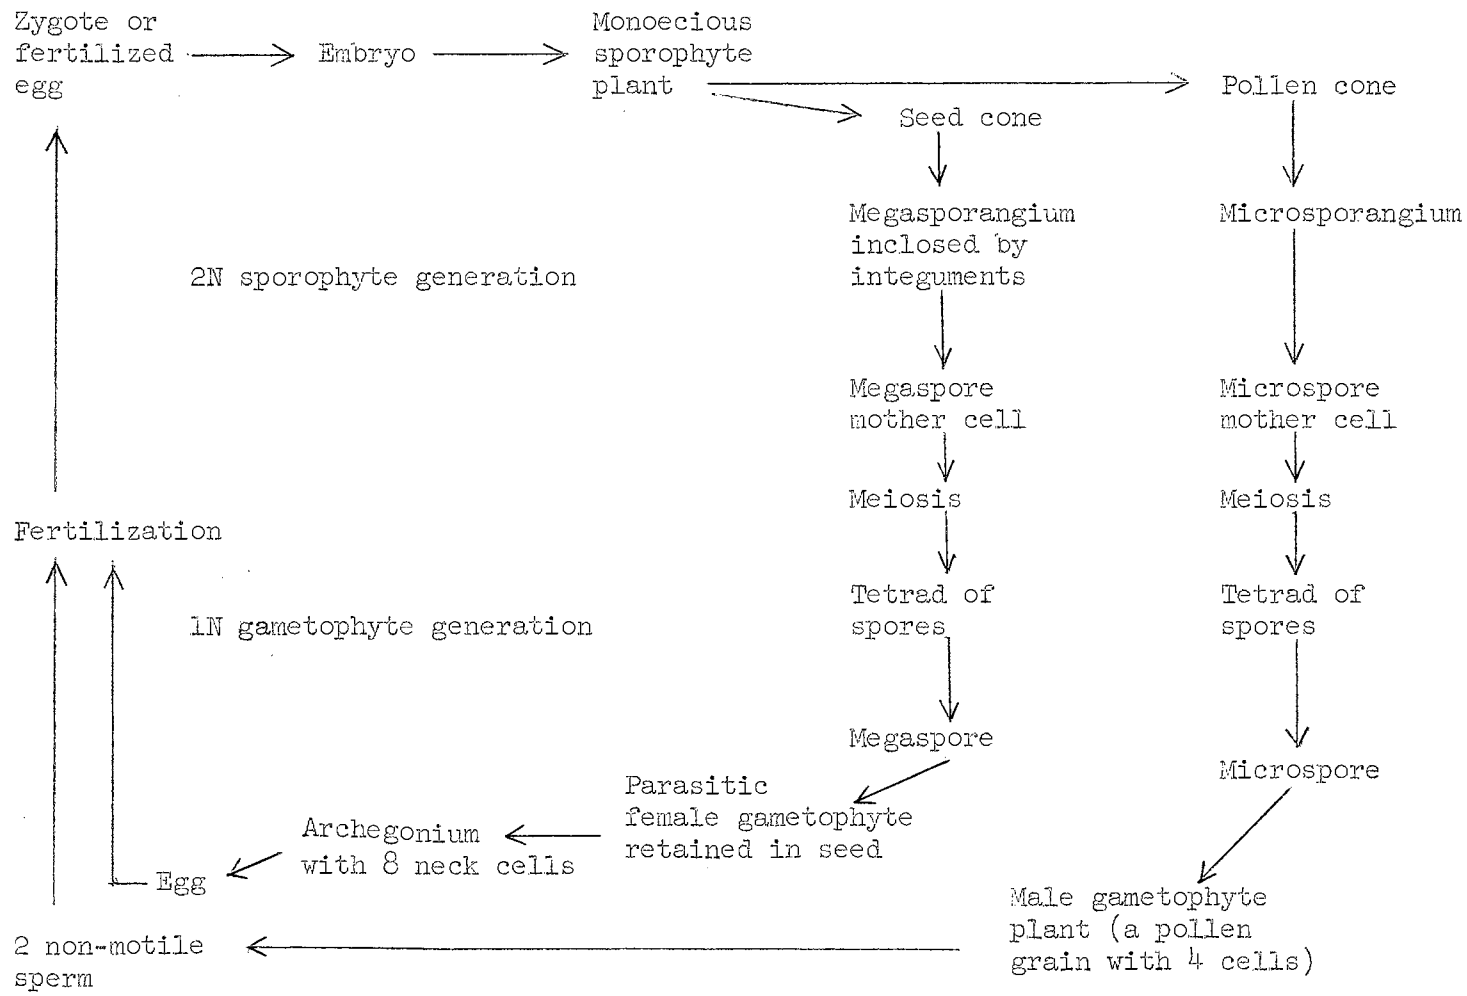 Zygote or
fertilized
egg
Embryo
Monoecious
sporophyte
plant
Pollen cone
Seed cone
Megasporangium
inclosed by
integuments
Microsporangium
2N sporophyte generation
Megaspore
mother cell
Microspore
mother cell
Meiosis
Meiosis
Fertilization
Tetrad of
spores
Tetrad of
spores
1N gametophyte generation
Megaspore
Microspore
Parasitic
female gametophyte
retained in seed
Archegonium
with 8 neck cells
Egg
Male gametophyte
plant (a pollen
grain with 4 cells)
2 non-motile
sperm